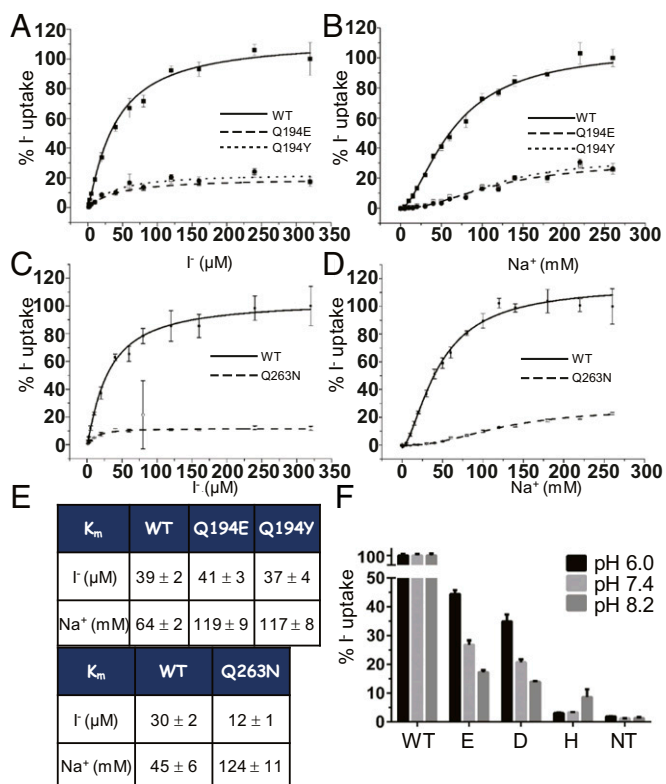 A
% I- uptake
120
100
80
60
40
20
0
WT
Q194E
Q194Y
0 50 100 150 200 250 300 350
I- (µM)
B
% I- uptake
120
100
80
60
40
20
0
WT
Q194E
Q194Y
0 50 100 150 200 250 300
Na+ (mM)
C
% I- uptake
120
100
80
60
40
20
0
WT
Q263N
0 50 100 150 200 250 300 350
I- (µM)
D
% I- uptake
120
100
80
60
40
20
0
WT
Q263N
0 50 100 150 200 250 300
Na+ (mM)
E
Km WT Q194E Q194Y
I- (µM) 39 ± 2 41 ± 3 37 ± 4
Na+ (mM) 64 ± 2 119 ± 9 117 ± 8
Km WT Q263N
I- (µM) 30 ± 2 12 ± 1
Na+ (mM) 45 ± 6 124 ± 11
F
% I- uptake
100
50
40
30
20
10
0
pH 6.0
pH 7.4
pH 8.2
WT E D H NT